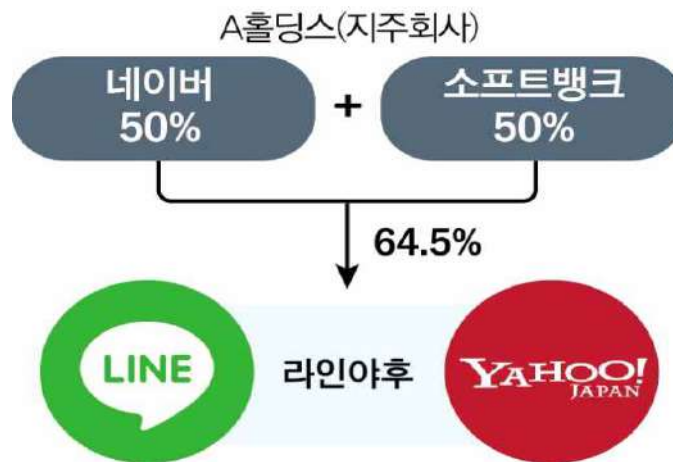 A홀딩스(지주회사)
네이버
50%
+
소프트뱅크
50%
64.5%
LINE
라인야후
YAHOO!
JAPAN